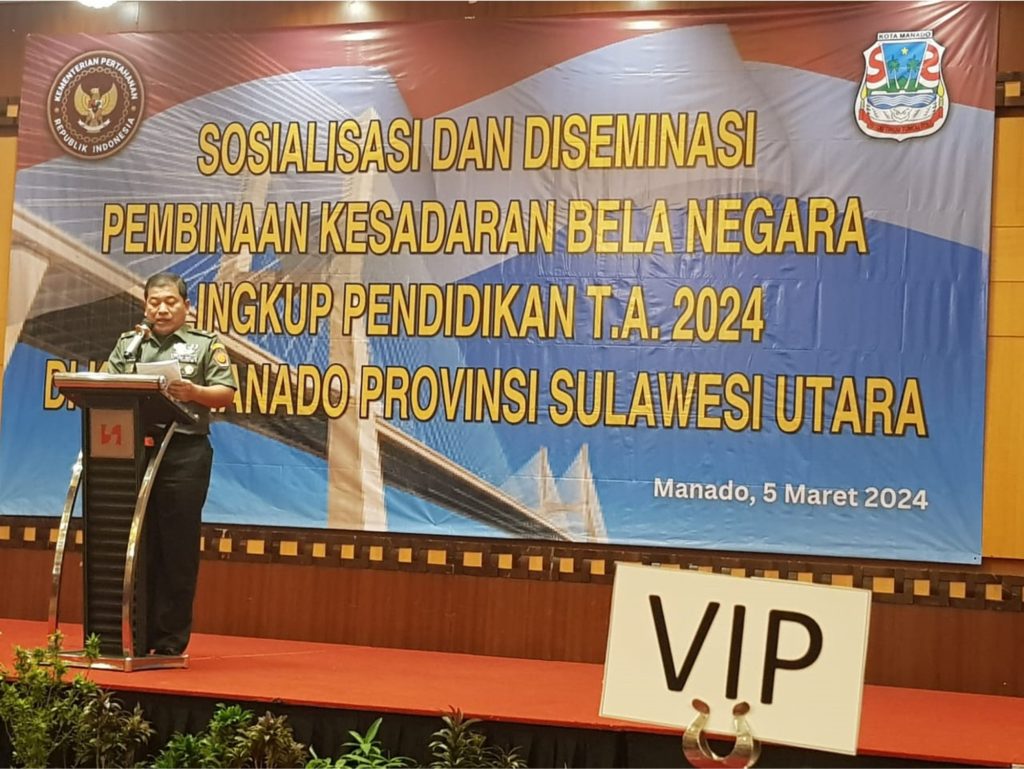 KEMENTERIAN PERTAHANAN
REPUBLIK INDONESIA
KOTA MANADO
SOSIALISASI DAN DISEMINASI
PEMBINAAN KESADARAN BELA NEGARA
INGKUP PENDIDIKAN T.A. 2024
DI ANADO PROVINSI SULAWESI UTARA
Manado, 5 Maret 2024
VIP